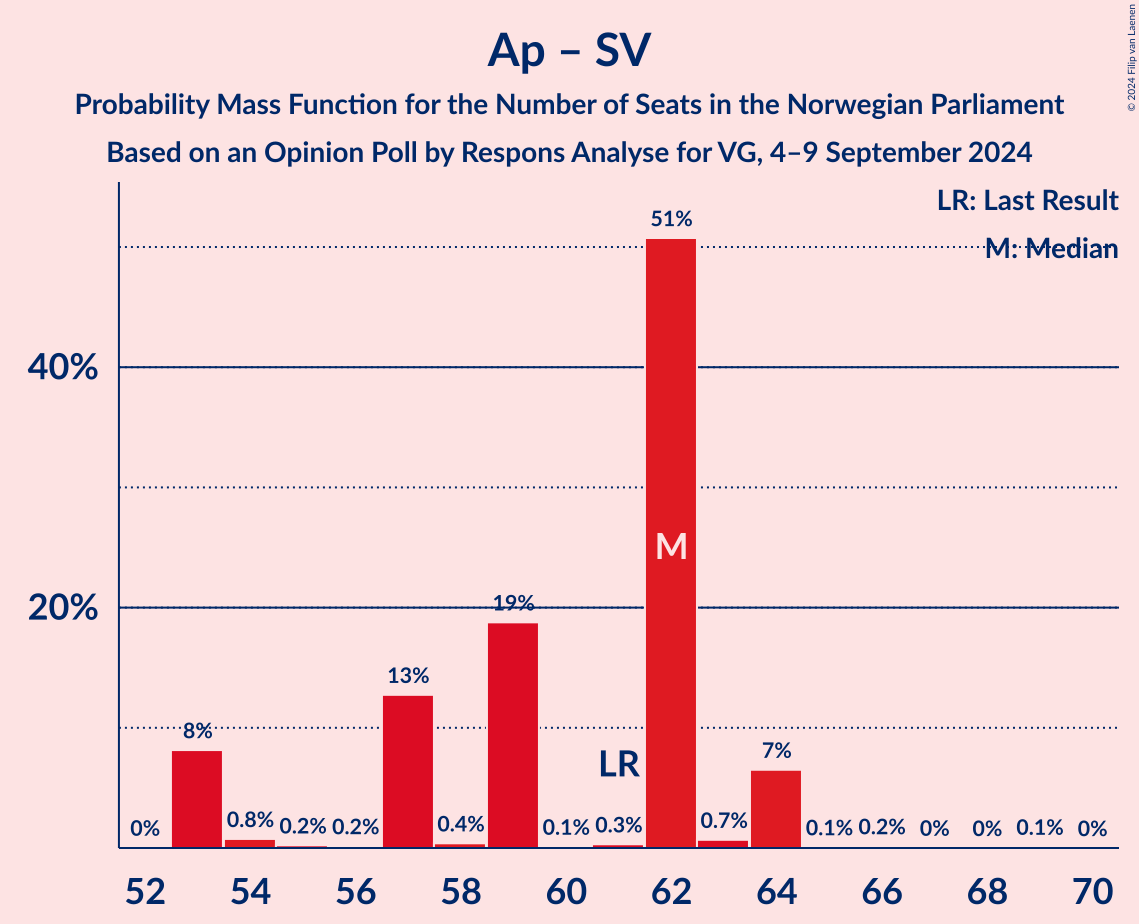 Ap – SV
Probability Mass Function for the Number of Seats in the Norwegian Parliament
Based on an Opinion Poll by Respons Analyse for VG, 4–9 September 2024
© 2024 Filip van Laenen
LR: Last Result
M: Median
51%
40%
M
20%
19%
13%
8%
LR
7%
0%
0.8%
0.2%
0.2%
0.4%
0.1%
0.3%
0.7%
0.1%
0.2%
0%
0%
0.1%
0%
52 54 56 58 60 62 64 66 68 70